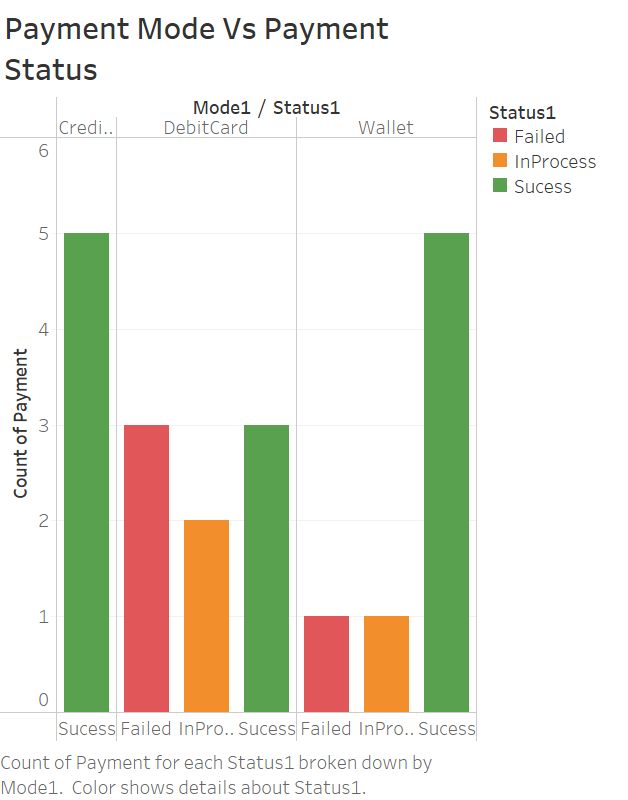 Payment Mode Vs Payment
Status
Mode1 / Status1
Credi.. DebitCard Wallet
Status1
Failed
InProcess
Sucess
6
5
4
3
2
1
0
Count of Payment
Sucess Failed InPro.. Sucess Failed InPro.. Sucess
Count of Payment for each Status1 broken down by
Mode1. Color shows details about Status1.